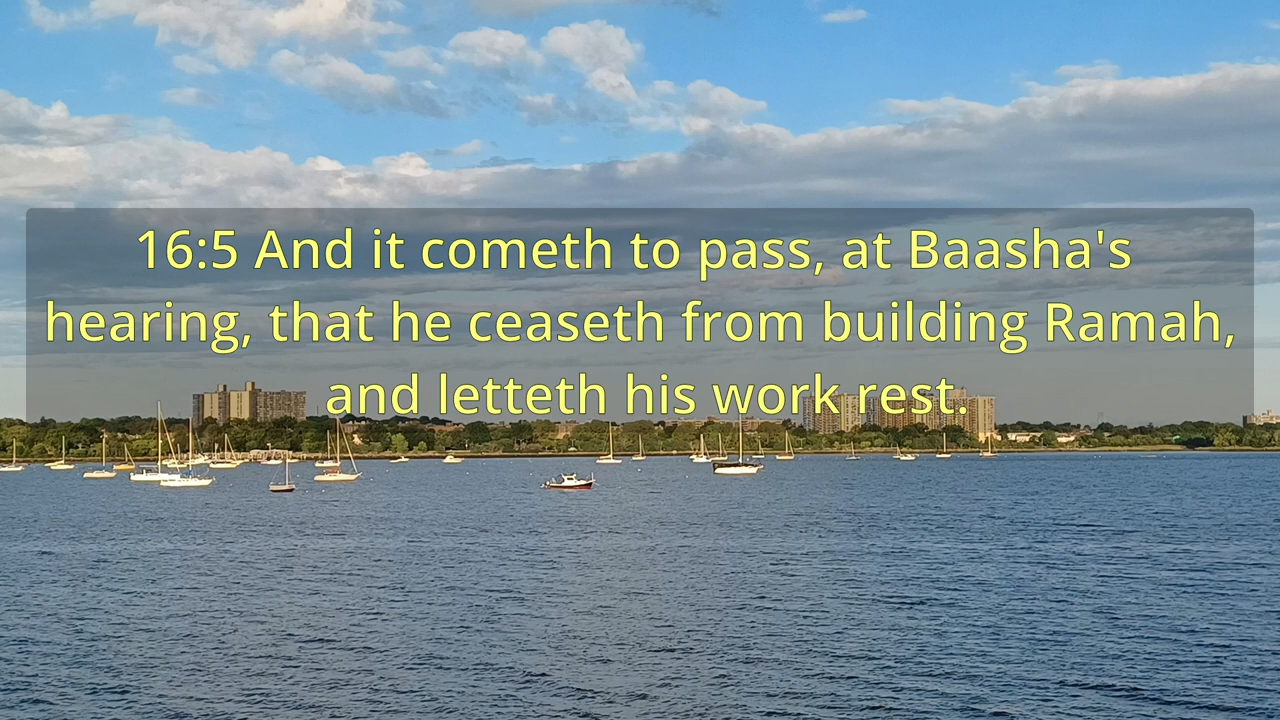 16:5 And it cometh to pass, at Baasha's
hearing, that he ceaseth from building Ramah,
and letteth his work rest.